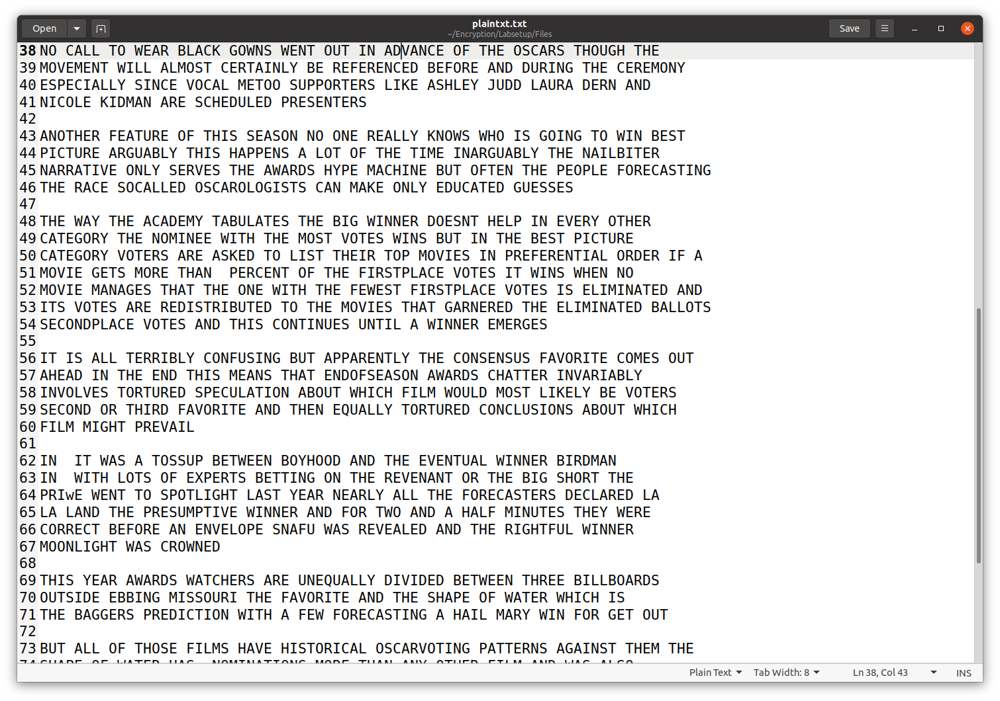 Open
plaintxt.txt
~/Encryption/Labsetup/Files
Save
38 NO CALL TO WEAR BLACK GOWNS WENT OUT IN ADVANCE OF THE OSCARS THOUGH THE
39 MOVEMENT WILL ALMOST CERTAINLY BE REFERENCED BEFORE AND DURING THE CEREMONY
40 ESPECIALLY SINCE VOCAL METOO SUPPORTERS LIKE ASHLEY JUDD LAURA DERN AND
41 NICOLE KIDMAN ARE SCHEDULED PRESENTERS
42
43 ANOTHER FEATURE OF THIS SEASON NO ONE REALLY KNOWS WHO IS GOING TO WIN BEST
44 PICTURE ARGUABLY THIS HAPPENS A LOT OF THE TIME INARGUABLY THE NAILBITER
45 NARRATIVE ONLY SERVES THE AWARDS HYPE MACHINE BUT OFTEN THE PEOPLE FORECASTING
46 THE RACE SOCALLED OSCAROLOGISTS CAN MAKE ONLY EDUCATED GUESSES
47
48 THE WAY THE ACADEMY TABULATES THE BIG WINNER DOESNT HELP IN EVERY OTHER
49 CATEGORY THE NOMINEE WITH THE MOST VOTES WINS BUT IN THE BEST PICTURE
50 CATEGORY VOTERS ARE ASKED TO LIST THEIR TOP MOVIES IN PREFERENTIAL ORDER IF A
51 MOVIE GETS MORE THAN  PERCENT OF THE FIRSTPLACE VOTES IT WINS WHEN NO
52 MOVIE MANAGES THAT THE ONE WITH THE FEWEST FIRSTPLACE VOTES IS ELIMINATED AND
53 ITS VOTES ARE REDISTRIBUTED TO THE MOVIES THAT GARNERED THE ELIMINATED BALLOTS
54 SECONDPLACE VOTES AND THIS CONTINUES UNTIL A WINNER EMERGES
55
56 IT IS ALL TERRIBLY CONFUSING BUT APPARENTLY THE CONSENSUS FAVORITE COMES OUT
57 AHEAD IN THE END THIS MEANS THAT ENDOFSEASON AWARDS CHATTER INVARIABLY
58 INVOLVES TORTURED SPECULATION ABOUT WHICH FILM WOULD MOST LIKELY BE VOTERS
59 SECOND OR THIRD FAVORITE AND THEN EQUALLY TORTURED CONCLUSIONS ABOUT WHICH
60 FILM MIGHT PREVAIL
61
62 IN  IT WAS A TOSSUP BETWEEN BOYHOOD AND THE EVENTUAL WINNER BIRDMAN
63 IN  WITH LOTS OF EXPERTS BETTING ON THE REVENANT OR THE BIG SHORT THE
64 PRIwE WENT TO SPOTLIGHT LAST YEAR NEARLY ALL THE FORECASTERS DECLARED LA
65 LA LAND THE PRESUMPTIVE WINNER AND FOR TWO AND A HALF MINUTES THEY WERE
66 CORRECT BEFORE AN ENVELOPE SNAFU WAS REVEALED AND THE RIGHTFUL WINNER
67 MOONLIGHT WAS CROWNED
68
69 THIS YEAR AWARDS WATCHERS ARE UNEQUALLY DIVIDED BETWEEN THREE BILLBOARDS
70 OUTSIDE EBBING MISSOURI THE FAVORITE AND THE SHAPE OF WATER WHICH IS
71 THE BAGGERS PREDICTION WITH A FEW FORECASTING A HAIL MARY WIN FOR GET OUT
72
73 BUT ALL OF THOSE FILMS HAVE HISTORICAL OSCARVOTING PATTERNS AGAINST THEM THE
74 SHAPE OF WATER HAS  NOMINATIONS MORE THAN ANY OTHER FILM AND WAS ALSO
Plain Text
Tab Width: 8
Ln 38, Col 43
INS